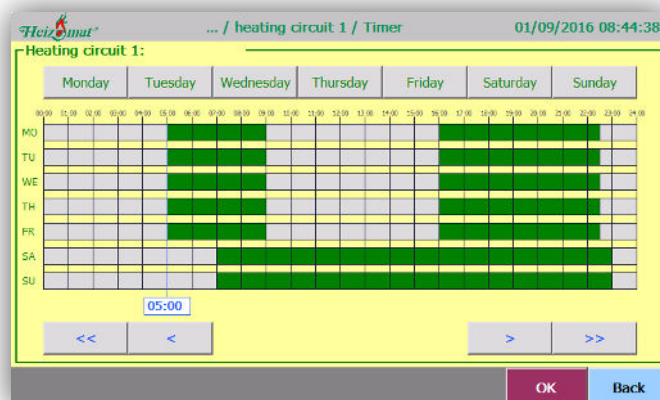 Heizomat ... / heating circuit 1 / Timer 01/09/2016 08:44:38
Heating circuit 1:
Monday Tuesday Wednesday Thursday Friday Saturday Sunday
00:00 01:00 02:00 03:00 04:00 05:00 06:00 07:00 08:00 09:00 10:00 11:00 12:00 13:00 14:00 15:00 16:00 17:00 18:00 19:00 20:00 21:00 22:00 23:00 24:00
MO
TU
WE
TH
FR
SA
SU
05:00
<< < > >>
OK Back